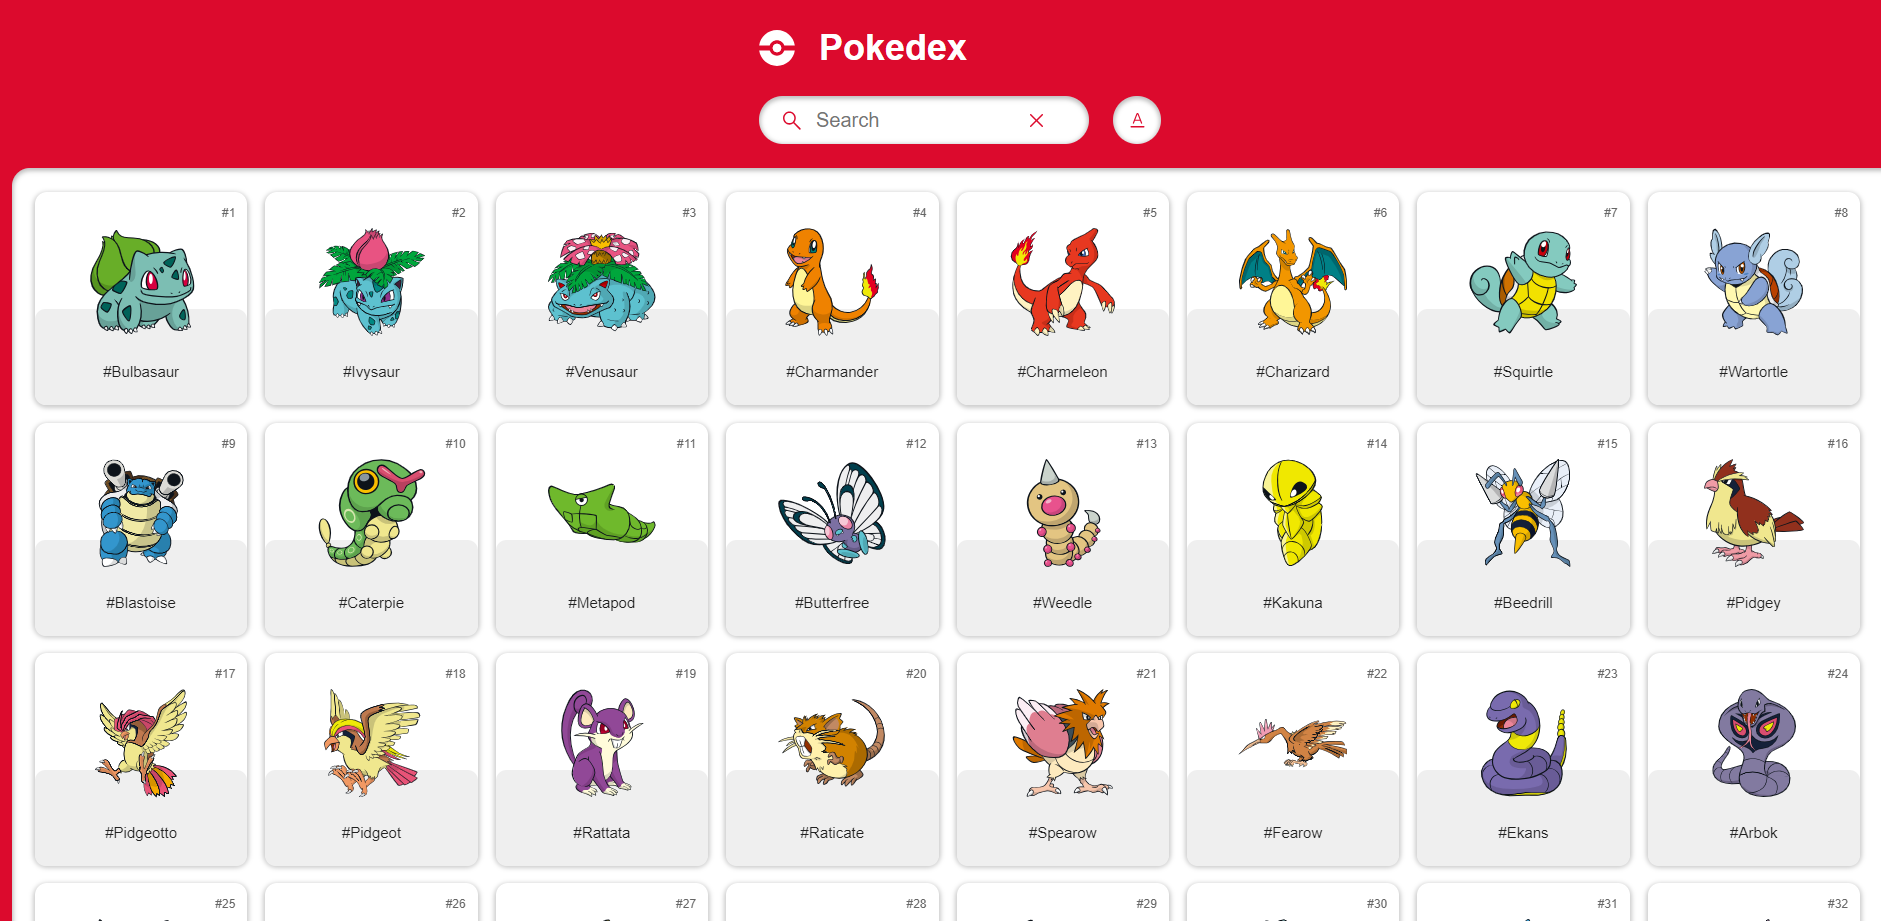 Pokedex
Search
A
#1 #2 #3 #4 #5 #6 #7 #8
#Bulbasaur #Ivysaur #Venusaur #Charmander #Charmeleon #Charizard #Squirtle #Wartortle
#9 #10 #11 #12 #13 #14 #15 #16
#Blastoise #Caterpie #Metapod #Butterfree #Weedle #Kakuna #Beedrill #Pidgey
#17 #18 #19 #20 #21 #22 #23 #24
#Pidgeotto #Pidgeot #Rattata #Raticate #Spearow #Fearow #Ekans #Arbok
#25 #26 #27 #28 #29 #30 #31 #32